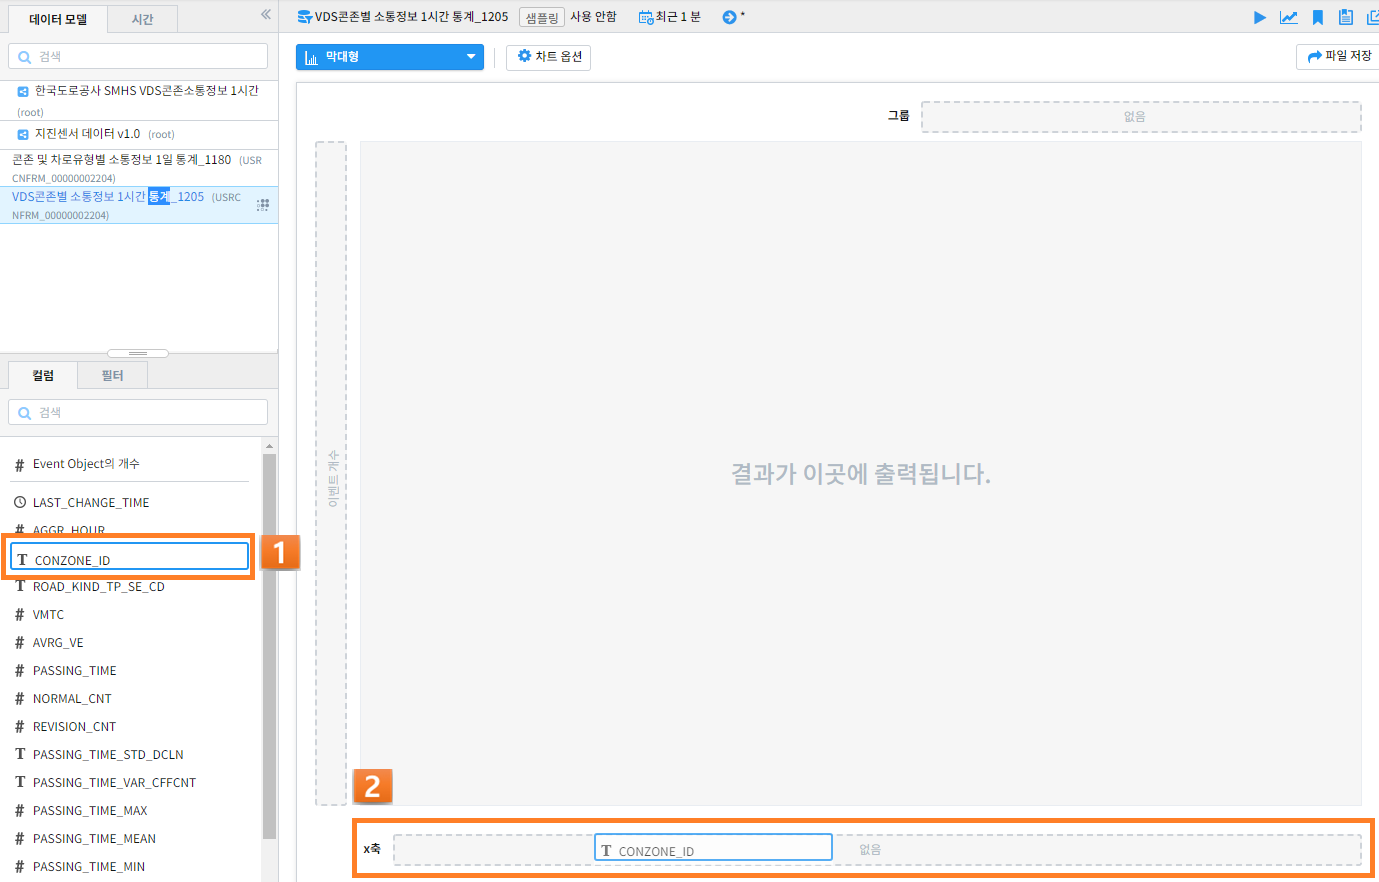 데이터 모델
시간
검색
한국도로공사 SMHS VDS콘존소통정보 1시간
(root)
지진센서 데이터 v1.0 (root)
콘존 및 차로유형별 소통정보 1일 통계_1180 (USR
CNFRM_00000002204)
VDS콘존별 소통정보 1시간 통계_1205 (USRC
NFRM_00000002204)
컬럼
필터
검색
# Event Object의 개수
LAST_CHANGE_TIME
# AGGR_HOUR
T CONZONE_ID
1
T ROAD_KIND_TP_SE_CD
# VMTC
# AVRG_VE
# PASSING_TIME
# NORMAL_CNT
# REVISION_CNT
T PASSING_TIME_STD_DCLN
T PASSING_TIME_VAR_CFFCNT
# PASSING_TIME_MAX
# PASSING_TIME_MEAN
# PASSING_TIME_MIN
VDS콘존별 소통정보 1시간 통계_1205 샘플링 사용 안함 최근 1 분 *
막대형
차트 옵션
파일 저장
그룹
없음
이벤트 개수
결과가 이곳에 출력됩니다.
2
x축
T CONZONE_ID
없음